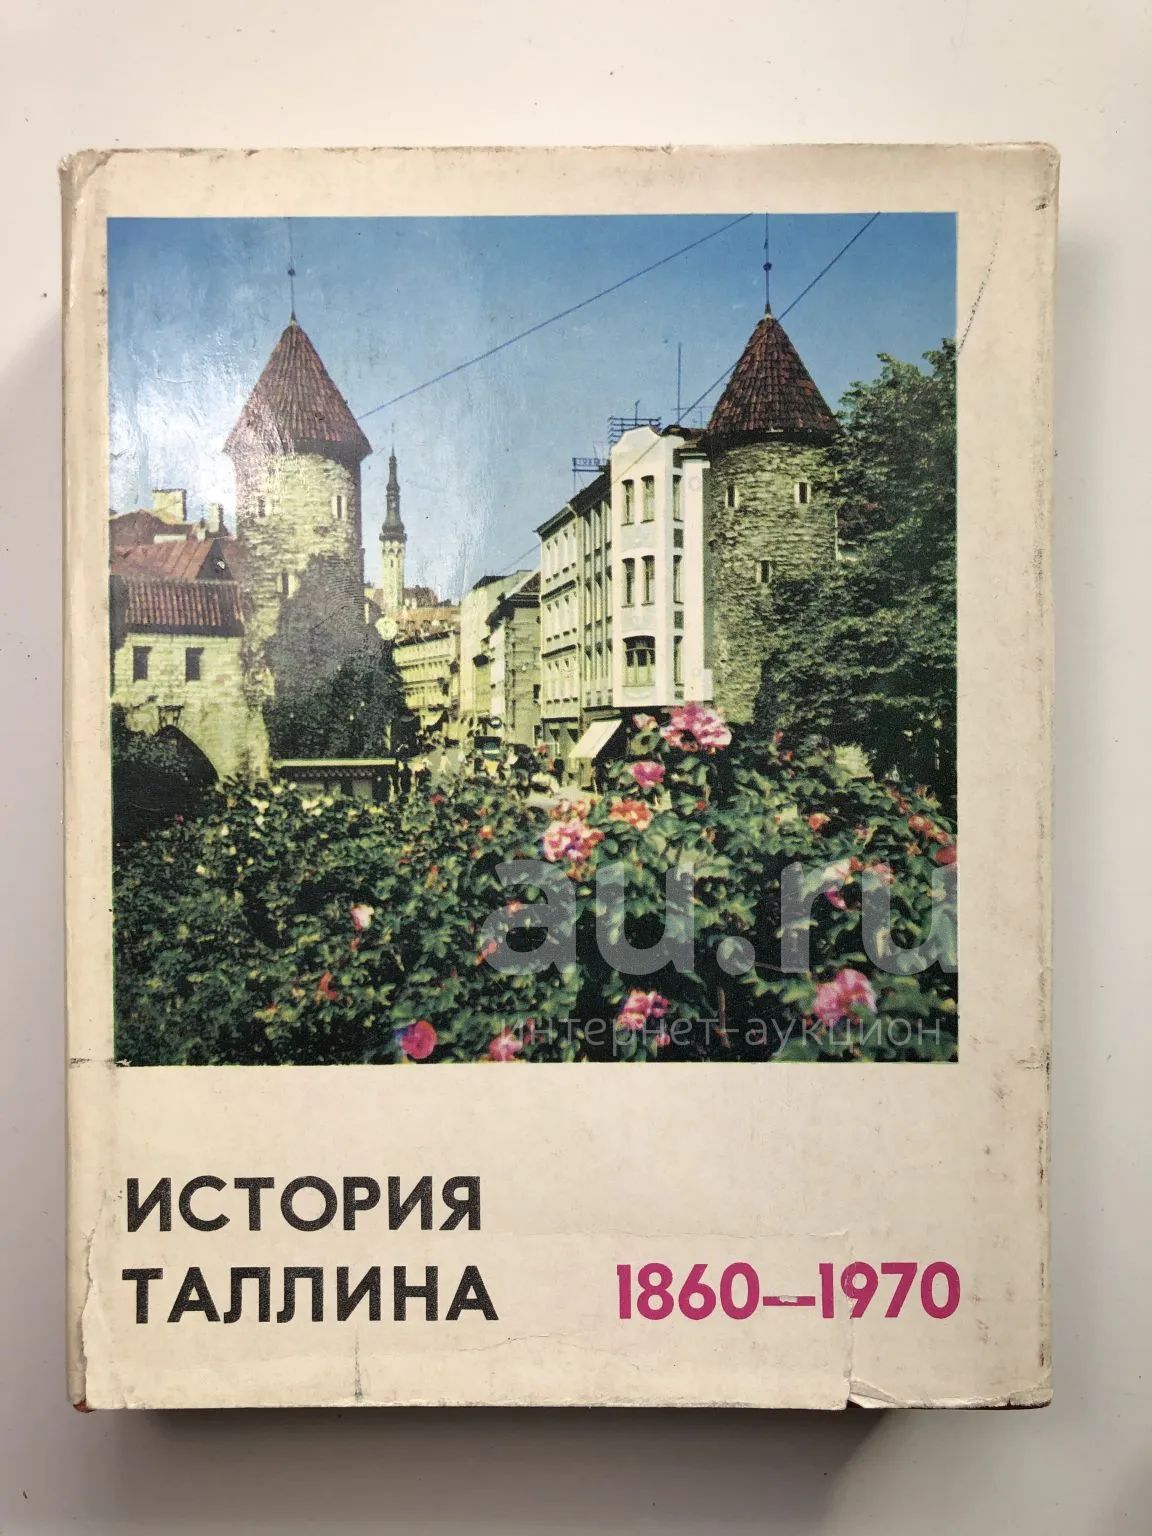 au.ru
интернет-аукцион
ИСТОРИЯ
ТАЛЛИНА 1860—1970